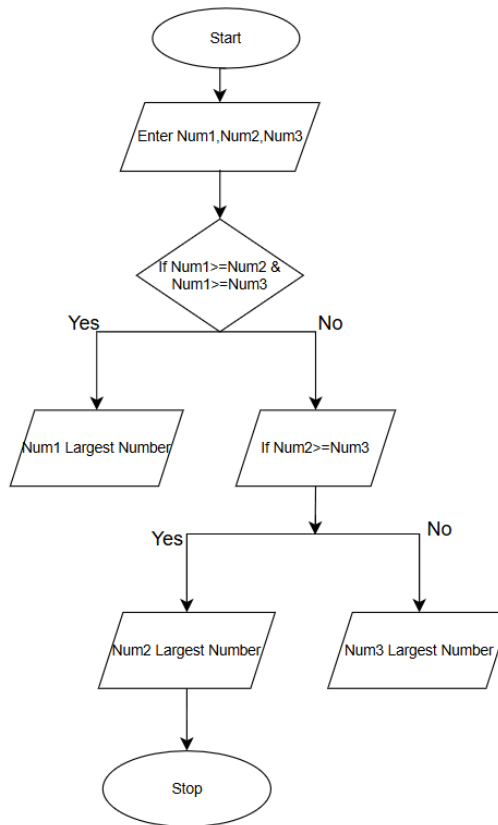 Start
Enter Num1,Num2,Num3
If Num1>=Num2 &
Num1>=Num3
Yes
No
Num1 Largest Number
If Num2>=Num3
Yes
No
Num2 Largest Number
Num3 Largest Number
Stop